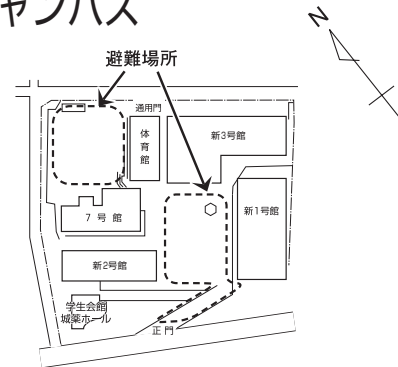 ャンパス
N
避難場所
通用門
体育館
新3号館
新1号館
7号館
新2号館
学生会館
城薬ホール
正門